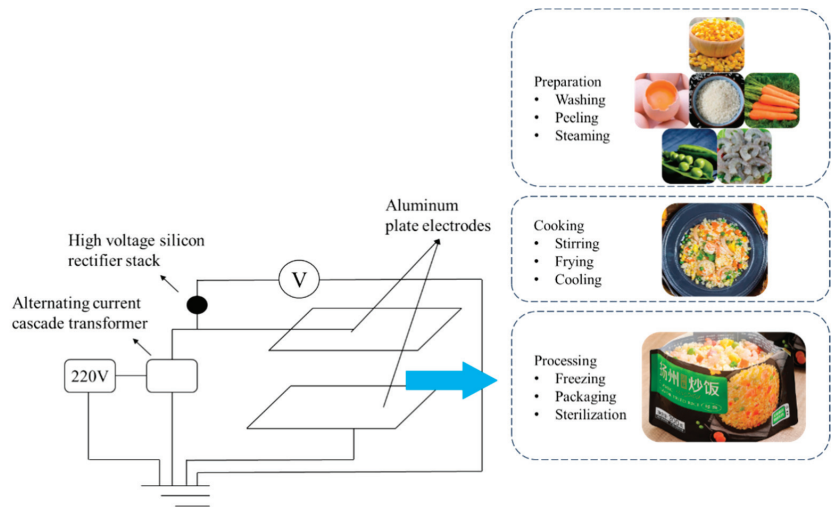 High voltage silicon
rectifier stack
Alternating current
cascade transformer
220V
V
Aluminum
plate electrodes
Preparation
• Washing
• Peeling
• Steaming
Cooking
• Stirring
• Frying
• Cooling
Processing
• Freezing
• Packaging
• Sterilization
扬州
炒饭